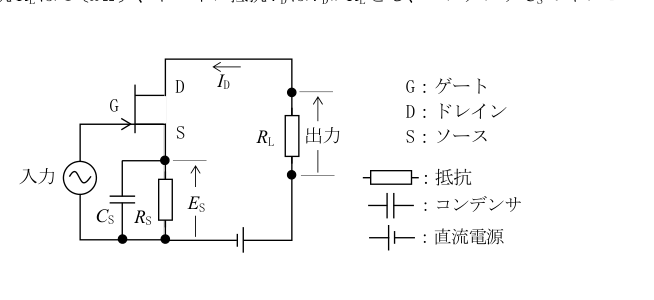 D
I_D
G
S
G：ゲート
D：ドレイン
S：ソース
R_L
出力
入力
C_S
R_S
E_S
：抵抗
：コンデンサ
：直流電源